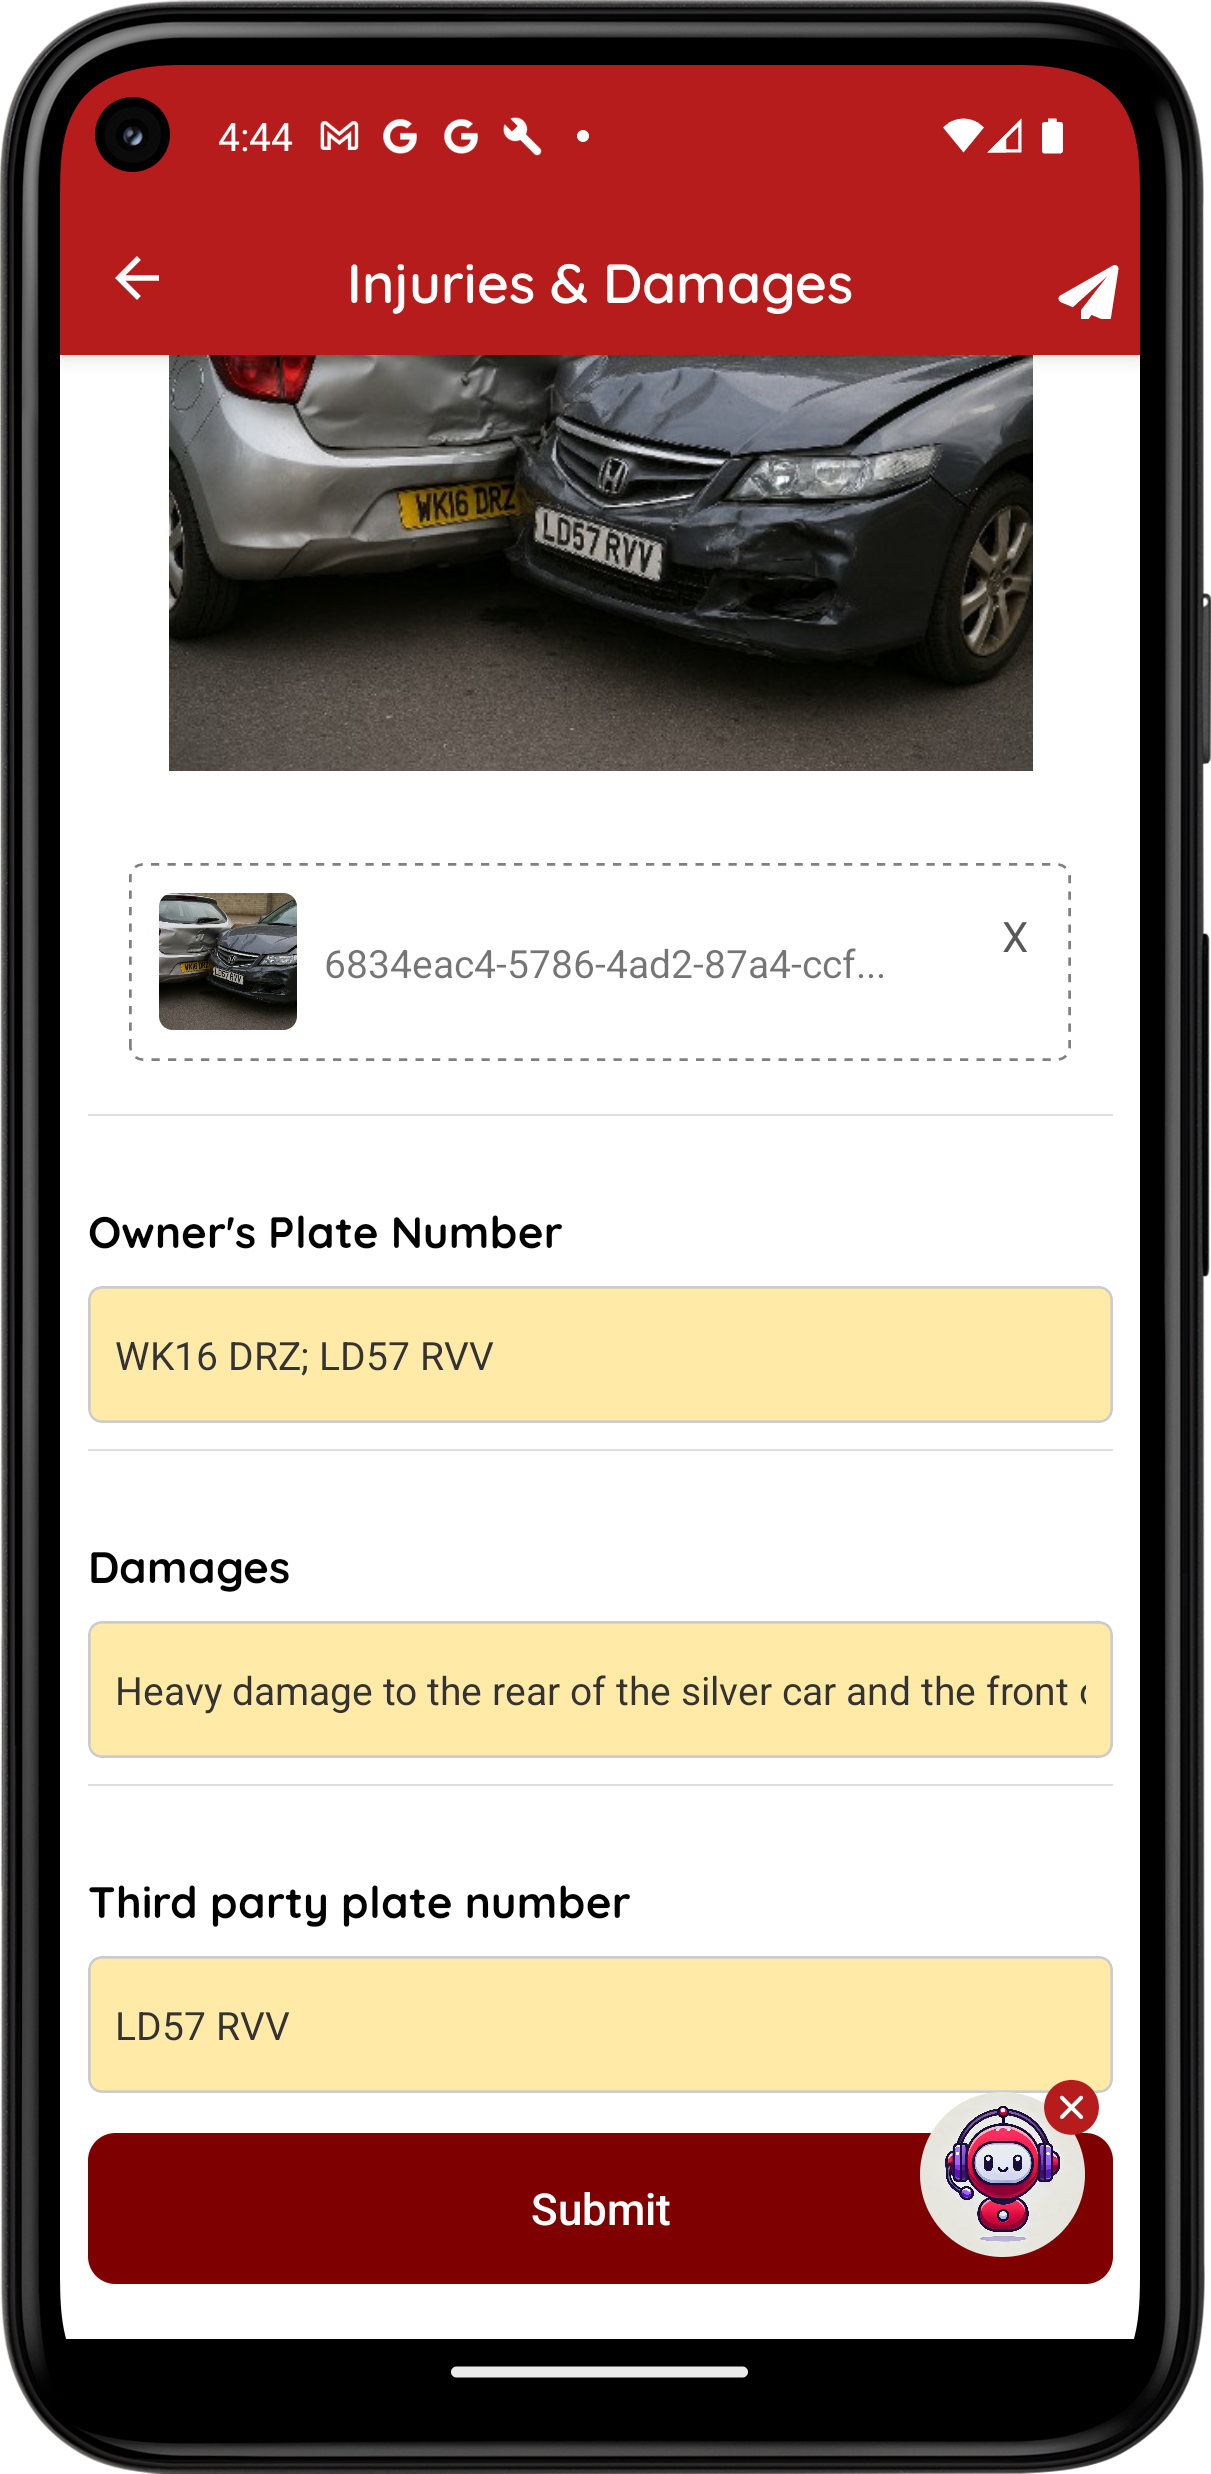 4:44
Injuries & Damages
WK16 DRZ
LD57 RVV
6834eac4-5786-4ad2-87a4-ccf...
X
Owner's Plate Number
WK16 DRZ; LD57 RVV
Damages
Heavy damage to the rear of the silver car and the front
Third party plate number
LD57 RVV
Submit